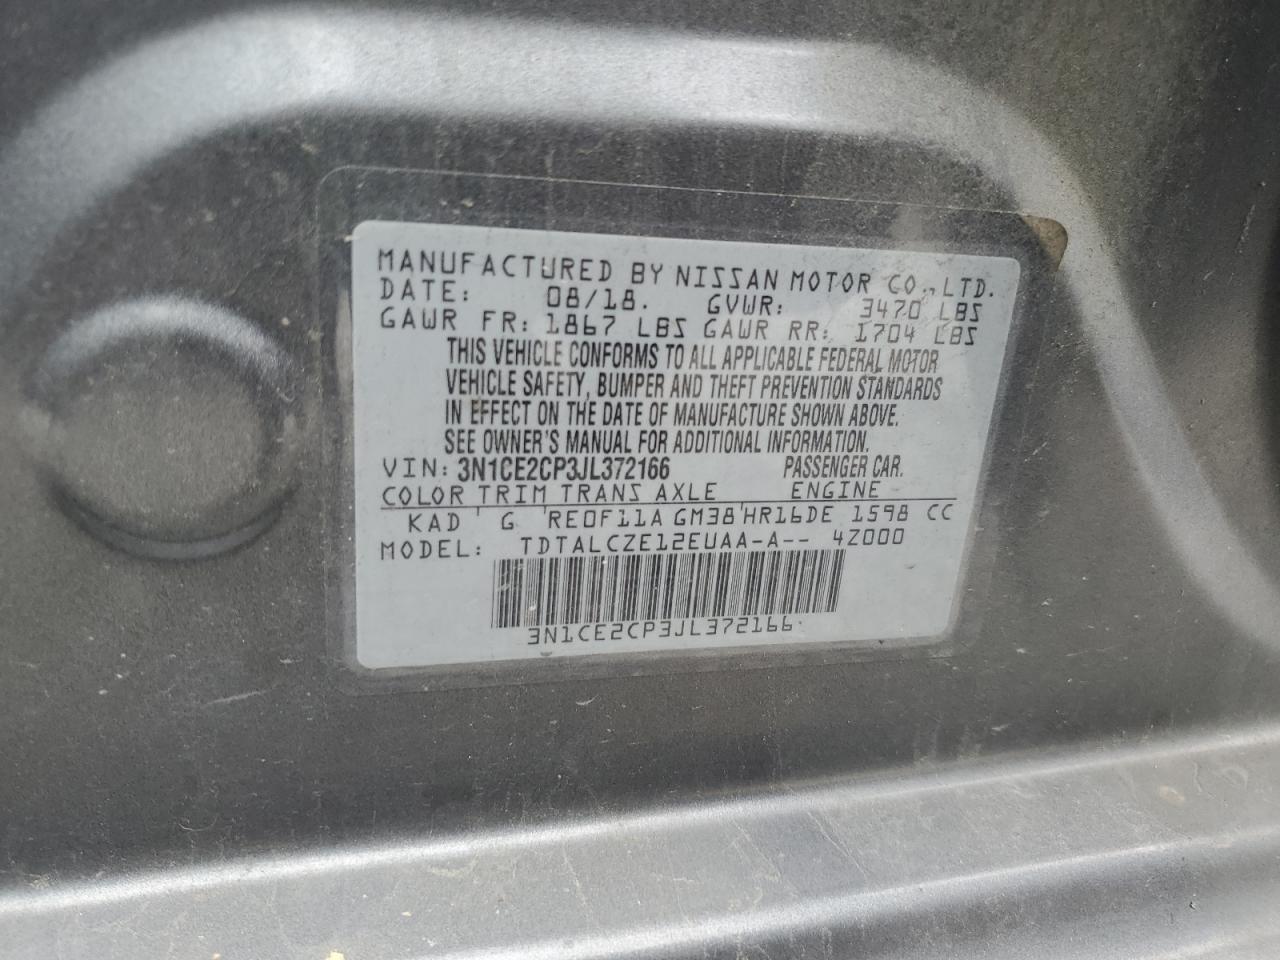 MANUFACTURED BY NISSAN MOTOR CO., LTD.
DATE: 08/18. GVWR: 3470 LBS
GAWR FR: 1867 LBS GAWR RR: 1704 LBS
THIS VEHICLE CONFORMS TO ALL APPLICABLE FEDERAL MOTOR
VEHICLE SAFETY, BUMPER AND THEFT PREVENTION STANDARDS
IN EFFECT ON THE DATE OF MANUFACTURE SHOWN ABOVE.
SEE OWNER'S MANUAL FOR ADDITIONAL INFORMATION.
VIN: 3N1CE2CP3JL372166 PASSENGER CAR.
COLOR TRIM TRANS AXLE ENGINE
KAD G RE0F11A GM38 HR16DE 1598 CC
MODEL: TDTALCZE12EUAA-A-- 4Z000
3N1CE2CP3JL372166